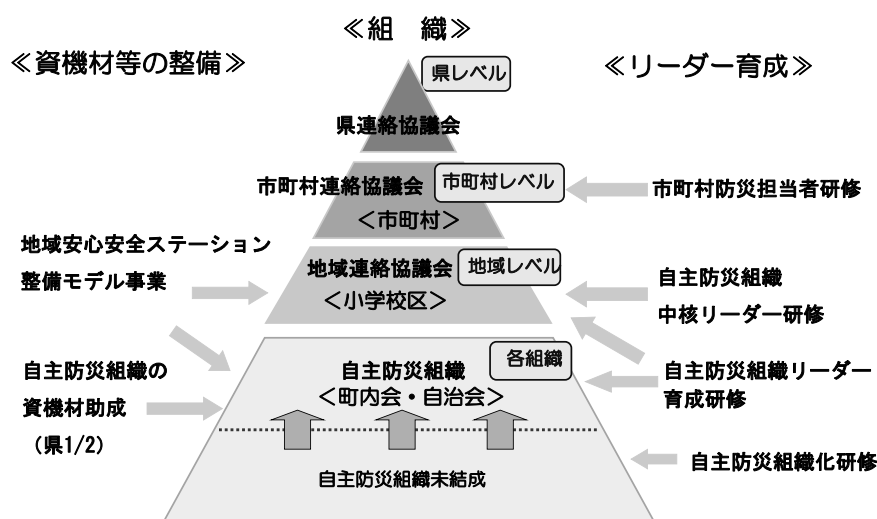 ≪組　織≫
≪資機材等の整備≫
≪リーダー育成≫
県レベル
県連絡協議会
市町村連絡協議会
市町村レベル
＜市町村＞
市町村防災担当者研修
地域安心安全ステーション
整備モデル事業
地域連絡協議会
地域レベル
＜小学校区＞
自主防災組織
中核リーダー研修
自主防災組織の
資機材助成
（県1/2）
自主防災組織
各組織
＜町内会・自治会＞
自主防災組織リーダー
育成研修
自主防災組織未結成
自主防災組織化研修